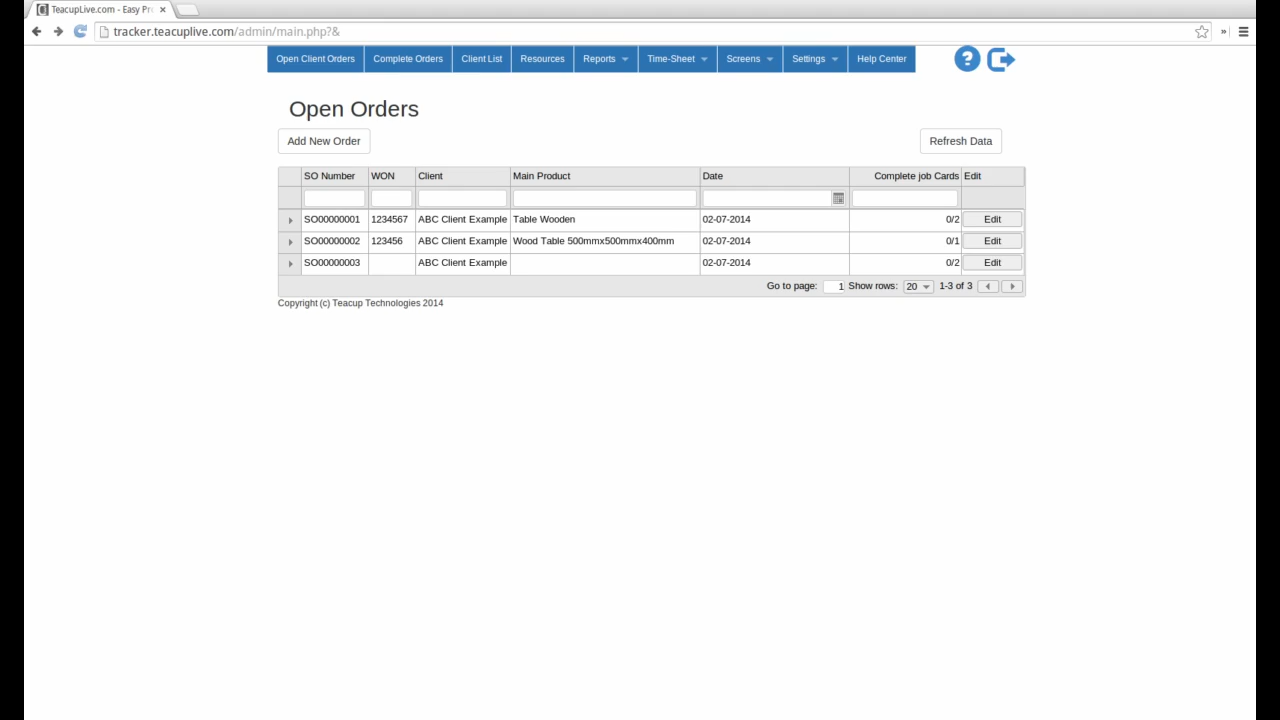 TeacupLive.com - Easy Pr
tracker.teacuplive.com/admin/main.php?&
Open Client Orders Complete Orders Client List Resources Reports Time-Sheet Screens Settings Help Center ?
Open Orders
Add New Order Refresh Data
SO Number WON Client Main Product Date Complete job Cards Edit
SO00000001 1234567 ABC Client Example Table Wooden 02-07-2014 0/2 Edit
SO00000002 123456 ABC Client Example Wood Table 500mmx500mmx400mm 02-07-2014 0/1 Edit
SO00000003 ABC Client Example 02-07-2014 0/2 Edit
Go to page: 1 Show rows: 20 1-3 of 3
Copyright (c) Teacup Technologies 2014